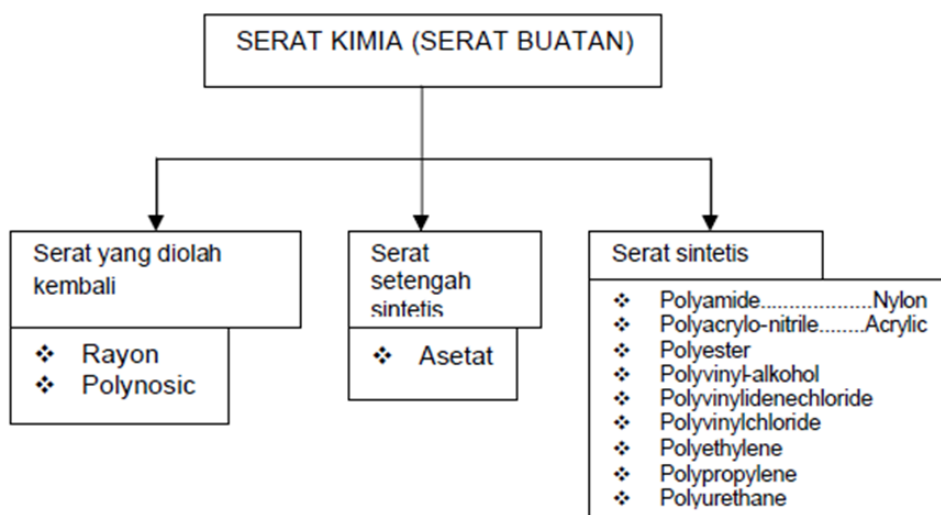 SERAT KIMIA (SERAT BUATAN)
Serat yang diolah
kembali
❖ Rayon
❖ Polynosic
Serat
setengah
sintetis
❖ Asetat
Serat sintetis
❖ Polyamide...................Nylon
❖ Polyacrylo-nitrile........Acrylic
❖ Polyester
❖ Polyvinyl-alkohol
❖ Polyvinylidenechloride
❖ Polyvinylchloride
❖ Polyethylene
❖ Polypropylene
❖ Polyurethane